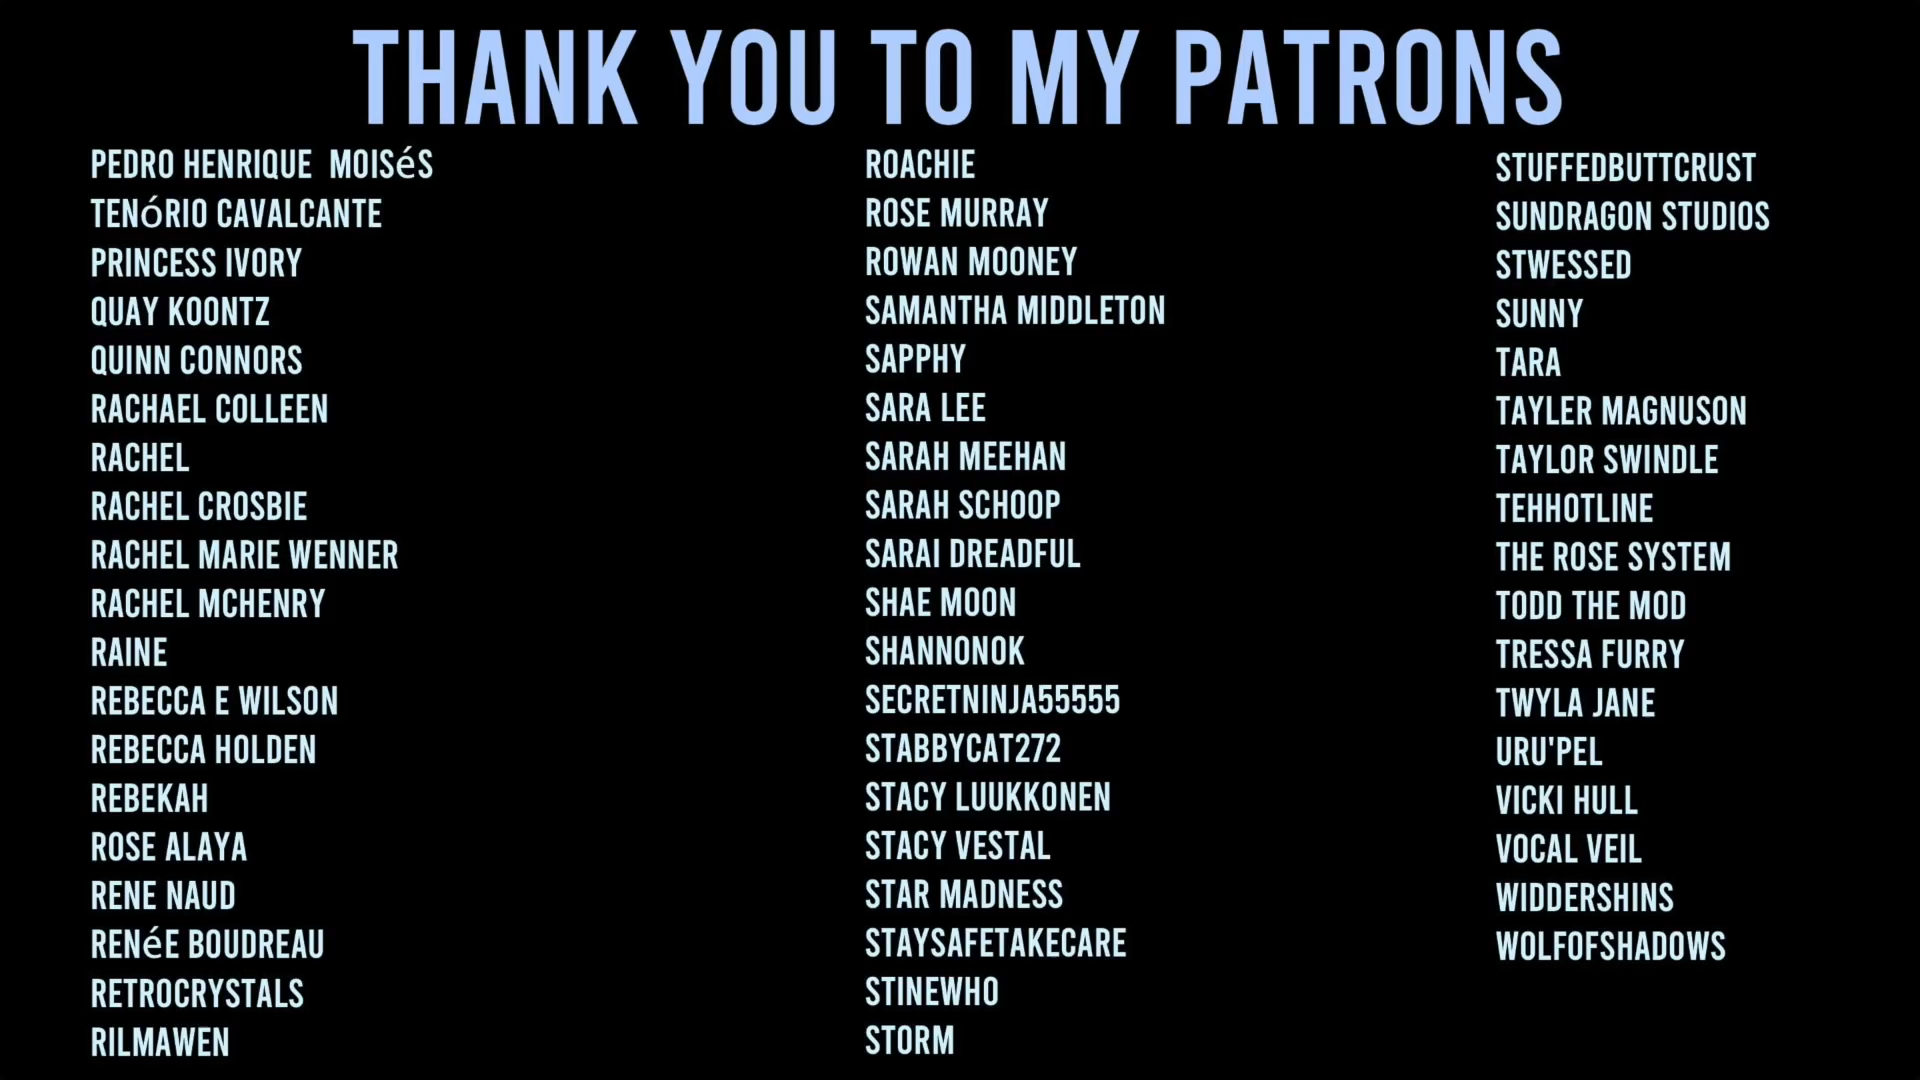 THANK YOU TO MY PATRONS
PEDRO HENRIQUE MOISéS
TENóRIO CAVALCANTE
PRINCESS IVORY
QUAY KOONTZ
QUINN CONNORS
RACHAEL COLLEEN
RACHEL
RACHEL CROSBIE
RACHEL MARIE WENNER
RACHEL MCHENRY
RAINE
REBECCA E WILSON
REBECCA HOLDEN
REBEKAH
ROSE ALAYA
RENE NAUD
RENéE BOUDREAU
RETROCRYSTALS
RILMAWEN
ROACHIE
ROSE MURRAY
ROWAN MOONEY
SAMANTHA MIDDLETON
SAPPHY
SARA LEE
SARAH MEEHAN
SARAH SCHOOP
SARAI DREADFUL
SHAE MOON
SHANNONOK
SECRETNINJA55555
STABBYCAT272
STACY LUUKKONEN
STACY VESTAL
STAR MADNESS
STAYSAFETAKECARE
STINEWHO
STORM
STUFFEDBUTTCRUST
SUNDRAGON STUDIOS
STWESSED
SUNNY
TARA
TAYLER MAGNUSON
TAYLOR SWINDLE
TEHHOTLINE
THE ROSE SYSTEM
TODD THE MOD
TRESSA FURRY
TWYLA JANE
URU'PEL
VICKI HULL
VOCAL VEIL
WIDDERSHINS
WOLFOFSHADOWS